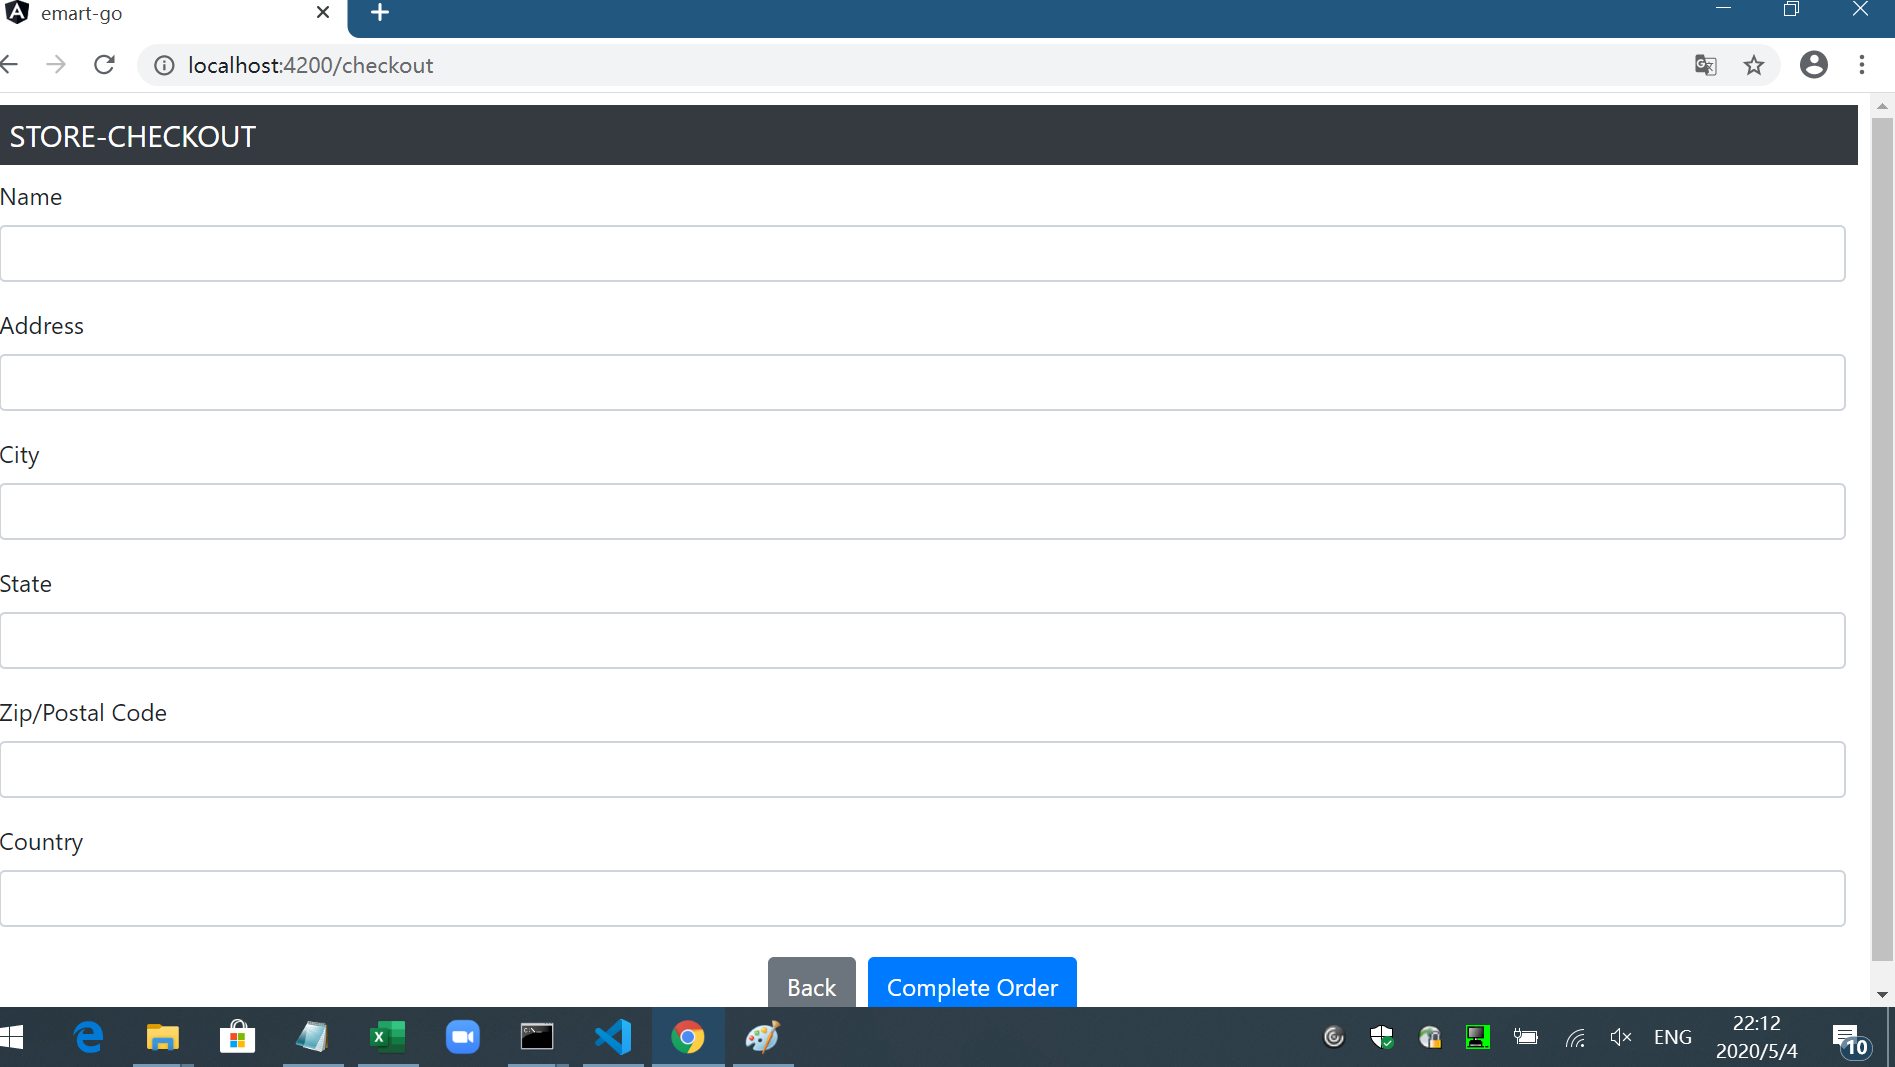 emart-go
localhost:4200/checkout
STORE-CHECKOUT
Name
Address
City
State
Zip/Postal Code
Country
Back Complete Order
ENG
22:12
2020/5/4
10